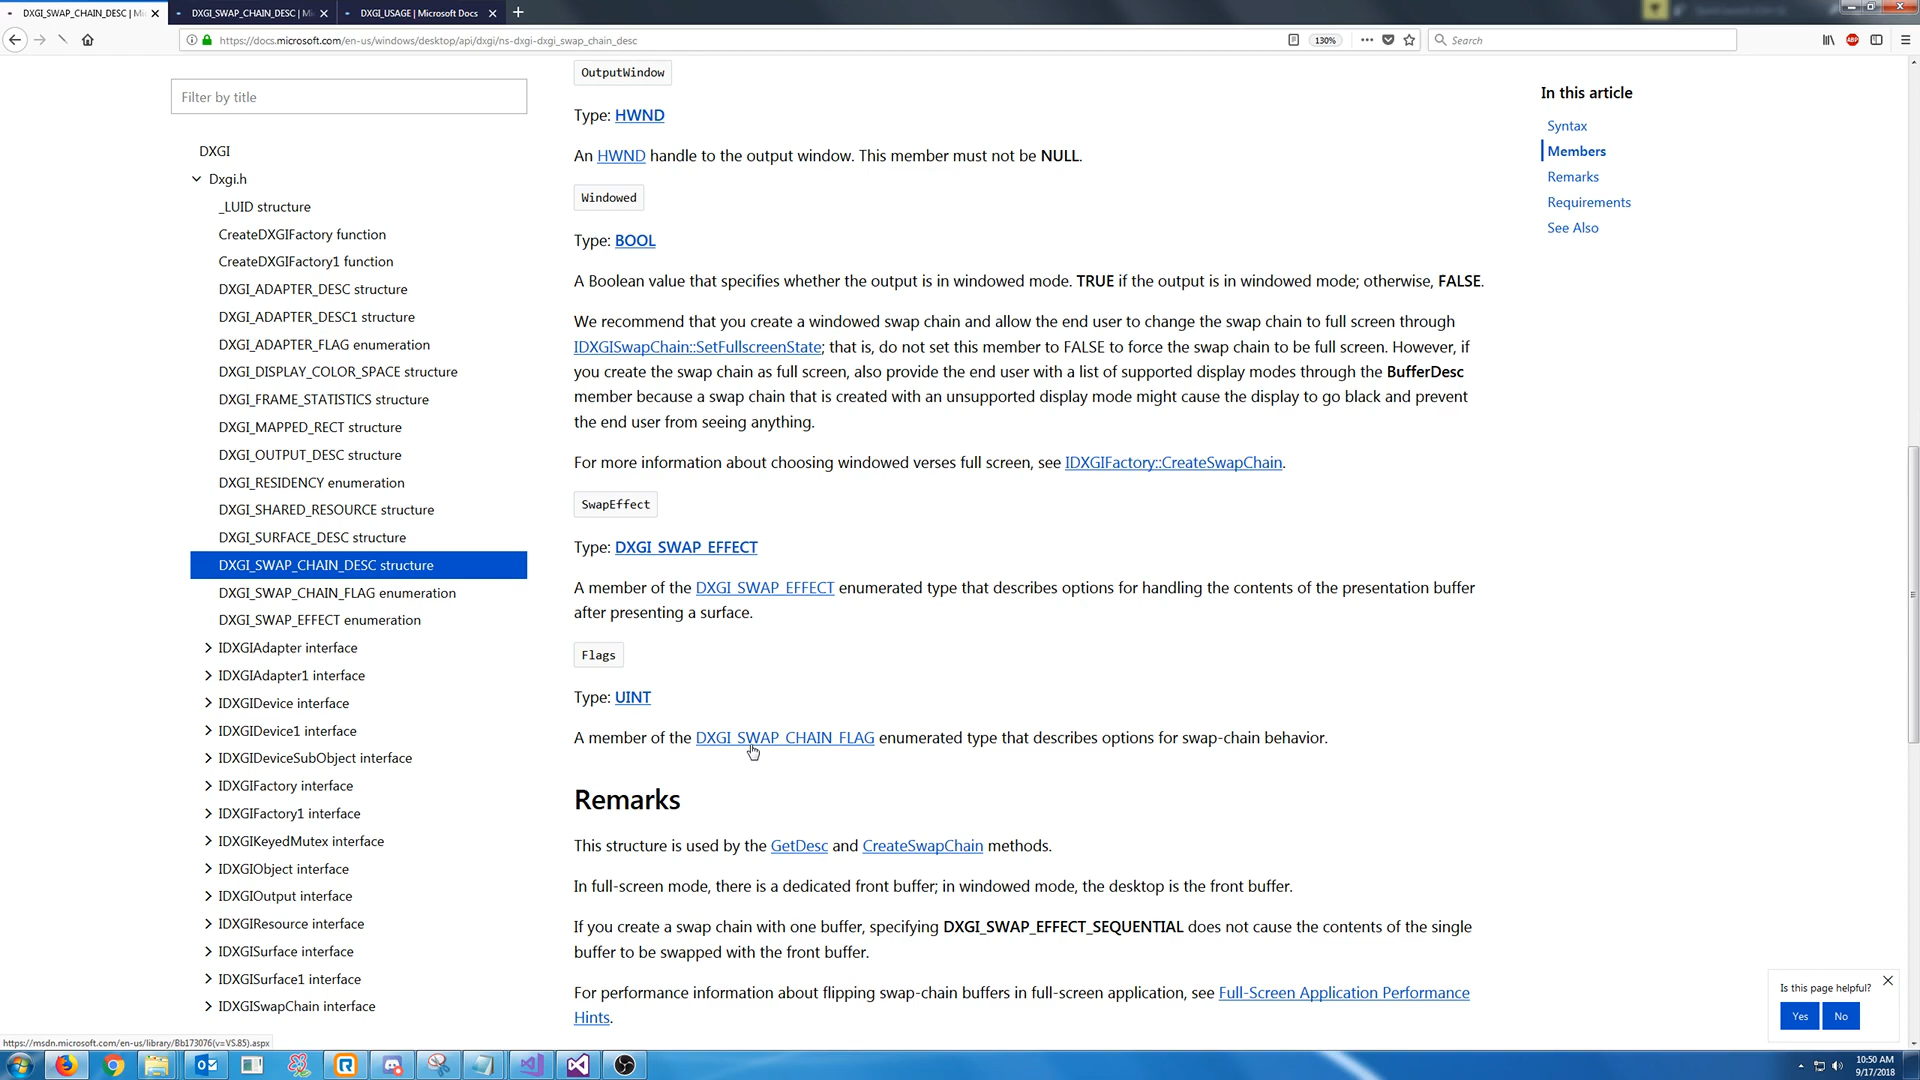 DXGI_SWAP_CHAIN_DESC | Mi
DXGI_SWAP_CHAIN_DESC | Mi
DXGI_USAGE | Microsoft Docs
https://docs.microsoft.com/en-us/windows/desktop/api/dxgi/ns-dxgi-dxgi_swap_chain_desc
130%
Search
ABP
Filter by title
DXGI
Dxgi.h
_LUID structure
CreateDXGIFactory function
CreateDXGIFactory1 function
DXGI_ADAPTER_DESC structure
DXGI_ADAPTER_DESC1 structure
DXGI_ADAPTER_FLAG enumeration
DXGI_DISPLAY_COLOR_SPACE structure
DXGI_FRAME_STATISTICS structure
DXGI_MAPPED_RECT structure
DXGI_OUTPUT_DESC structure
DXGI_RESIDENCY enumeration
DXGI_SHARED_RESOURCE structure
DXGI_SURFACE_DESC structure
DXGI_SWAP_CHAIN_DESC structure
DXGI_SWAP_CHAIN_FLAG enumeration
DXGI_SWAP_EFFECT enumeration
IDXGIAdapter interface
IDXGIAdapter1 interface
IDXGIDevice interface
IDXGIDevice1 interface
IDXGIDeviceSubObject interface
IDXGIFactory interface
IDXGIFactory1 interface
IDXGIKeyedMutex interface
IDXGIObject interface
IDXGIOutput interface
IDXGIResource interface
IDXGISurface interface
IDXGISurface1 interface
IDXGISwapChain interface
OutputWindow
Type: HWND
An HWND handle to the output window. This member must not be NULL.
Windowed
Type: BOOL
A Boolean value that specifies whether the output is in windowed mode. TRUE if the output is in windowed mode; otherwise, FALSE.
We recommend that you create a windowed swap chain and allow the end user to change the swap chain to full screen through
IDXGISwapChain::SetFullscreenState; that is, do not set this member to FALSE to force the swap chain to be full screen. However, if
you create the swap chain as full screen, also provide the end user with a list of supported display modes through the BufferDesc
member because a swap chain that is created with an unsupported display mode might cause the display to go black and prevent
the end user from seeing anything.
For more information about choosing windowed verses full screen, see IDXGIFactory::CreateSwapChain.
SwapEffect
Type: DXGI_SWAP_EFFECT
A member of the DXGI_SWAP_EFFECT enumerated type that describes options for handling the contents of the presentation buffer
after presenting a surface.
Flags
Type: UINT
A member of the DXGI_SWAP_CHAIN_FLAG enumerated type that describes options for swap-chain behavior.
Remarks
This structure is used by the GetDesc and CreateSwapChain methods.
In full-screen mode, there is a dedicated front buffer; in windowed mode, the desktop is the front buffer.
If you create a swap chain with one buffer, specifying DXGI_SWAP_EFFECT_SEQUENTIAL does not cause the contents of the single
buffer to be swapped with the front buffer.
For performance information about flipping swap-chain buffers in full-screen application, see Full-Screen Application Performance
Hints.
In this article
Syntax
Members
Remarks
Requirements
See Also
Is this page helpful?
Yes
No
https://msdn.microsoft.com/en-us/library/Bb173076(v=VS.85).aspx
10:50 AM
9/17/2018